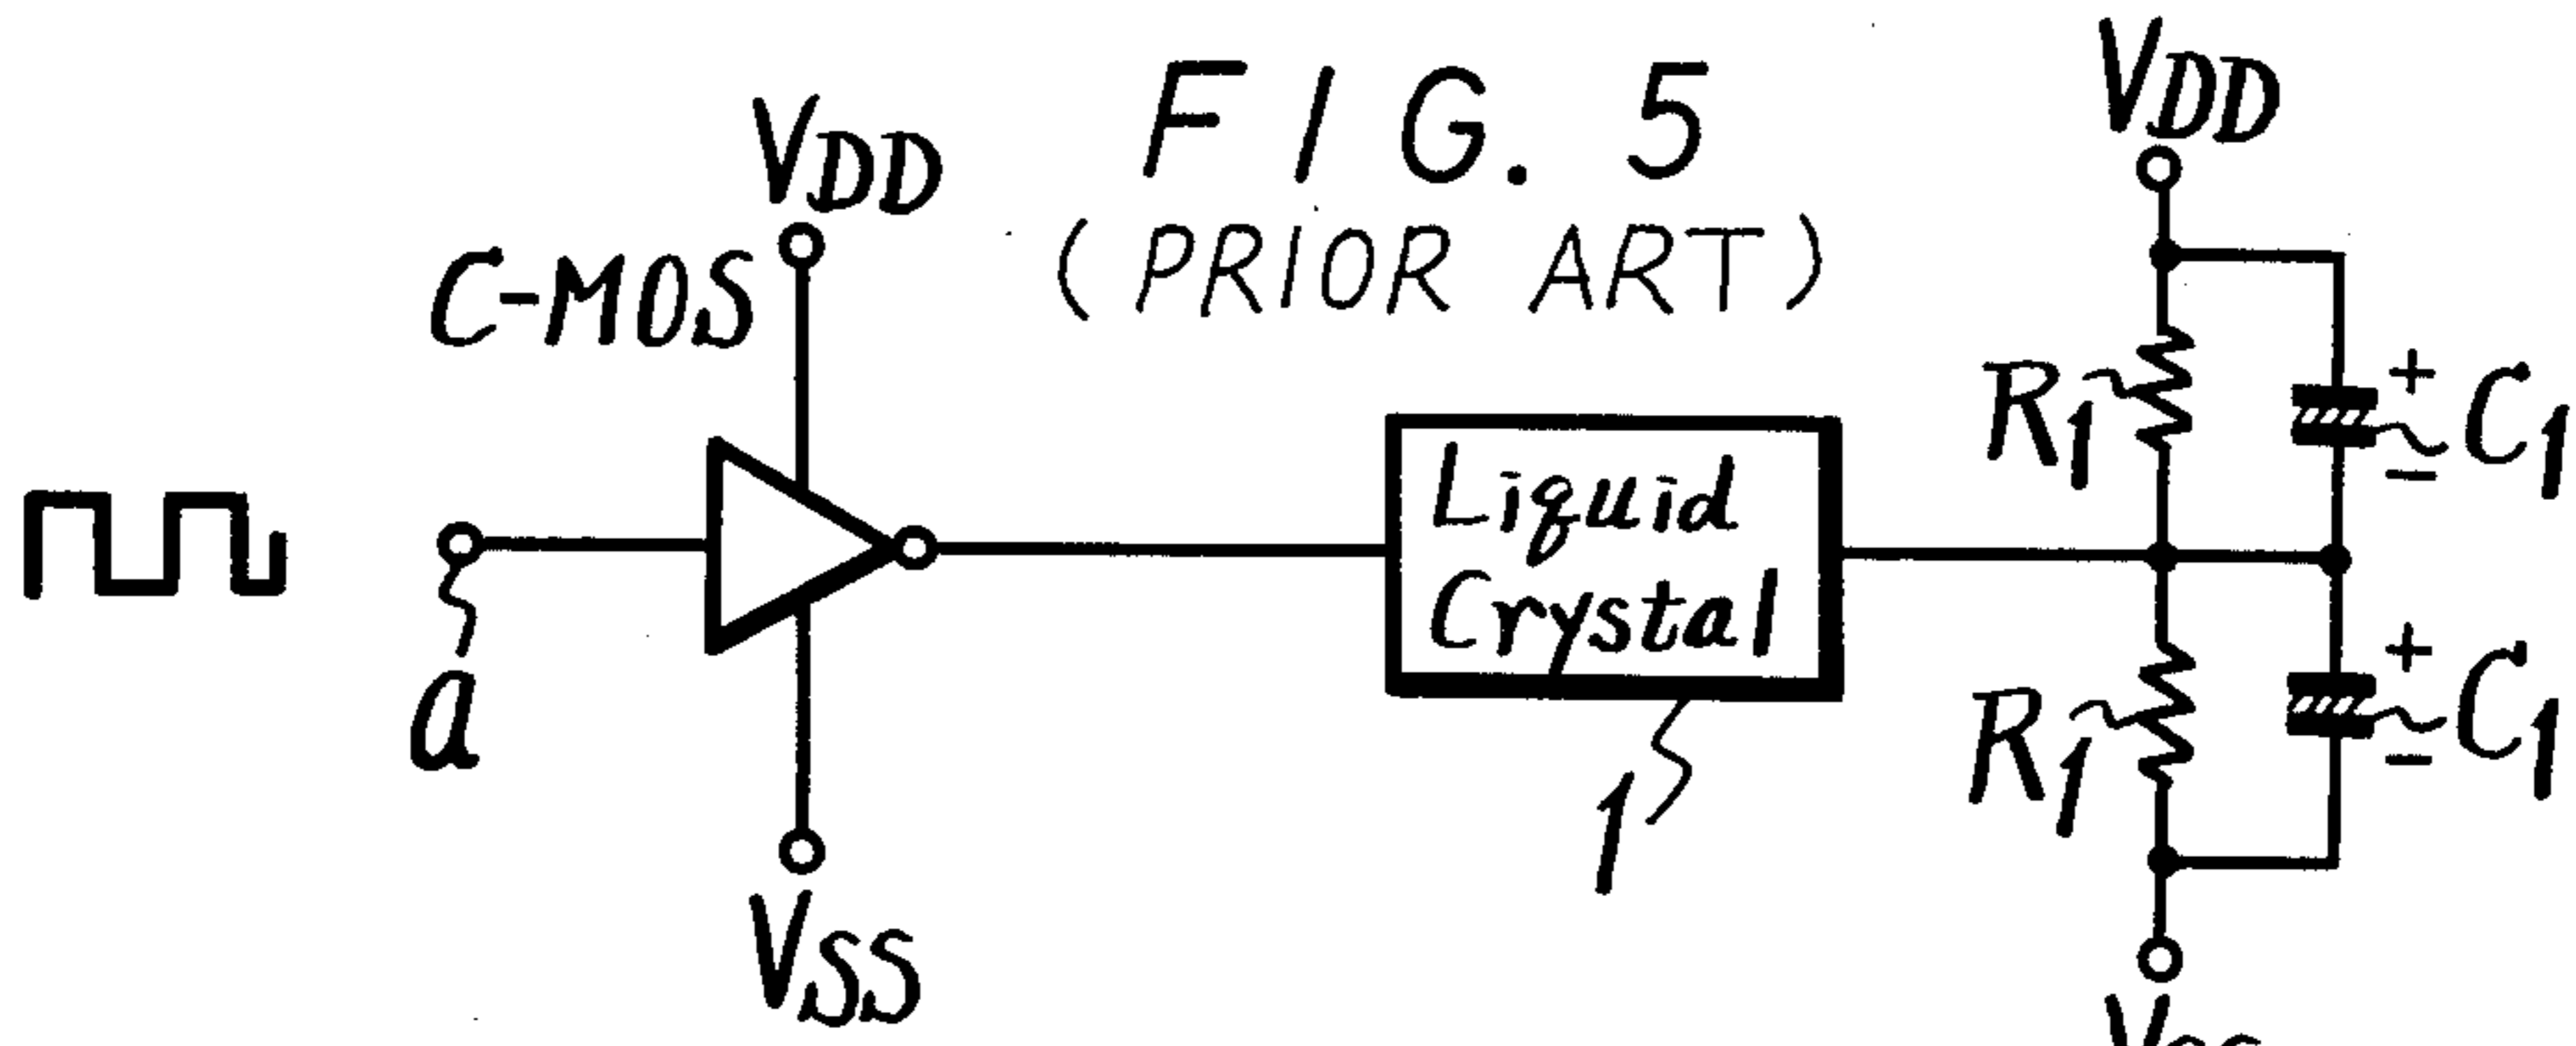 FIG. 5
(PRIOR ART)
VDD
C-MOS
a
VSS
Liquid
Crystal
1
VDD
R1
+
C1
-
R1
+
C1
-